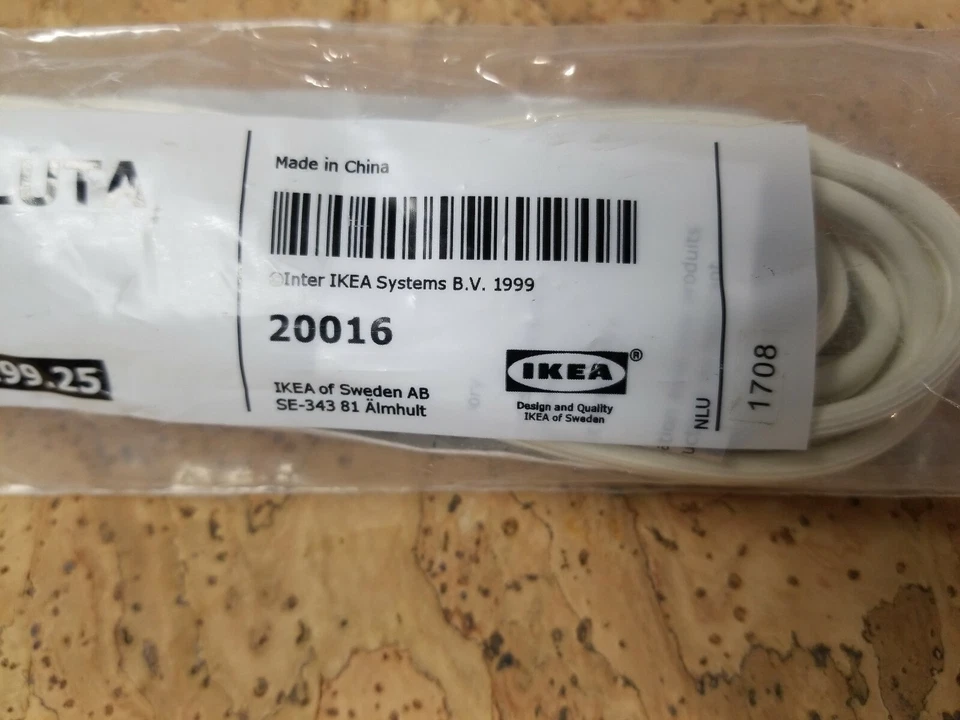 LUTA
99.25
Made in China
©Inter IKEA Systems B.V. 1999
20016
IKEA of Sweden AB
SE-343 81 Älmhult
IKEA®
Design and Quality
IKEA of Sweden
NLU
1708